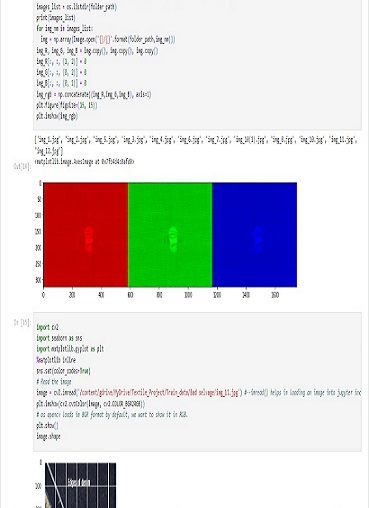 images_list = os.listdir(folder_path)
print(images_list)
for img_nm in images_list:
img = np.array(Image.open('{}/{}'.format(folder_path,img_nm)))
img_R, img_G, img_B = img.copy(), img.copy(), img.copy()
img_R[:, :, (1, 2)] = 0
img_G[:, :, (0, 2)] = 0
img_B[:, :, (0, 1)] = 0
img_rgb = np.concatenate((img_R,img_G,img_B), axis=1)
plt.figure(figsize=(15, 15))
plt.imshow(img_rgb)
['img_1.jpg', 'img_2.jpg', 'img_5.jpg', 'img_3.jpg', 'img_4.jpg', 'img_6.jpg', 'img_7.jpg', 'img_10(1).jpg', 'img_8.jpg', 'img_10.jpg', 'img_11.jpg',
'img_12.jpg']
<matplotlib.image.AxesImage at
0
50
100
150
200
250
300
0 200 400 600 800 1000 1200 1400 1600
import cv2
import seaborn as sns
import matplotlib.pyplot as plt
%matplotlib inline
sns.set(color_codes=True)
# Read the image
image = cv2.imread('/content/gdrive/MyDrive/Textile_Project/Train_data/Bad selvage/img_11.jpg') #--imread() helps in loading an image into jupyter inc
plt.imshow(cv2.cvtColor(image, cv2.COLOR_BGR2RGB))
# as opencv loads in BGR format by default, we want to show it in RGB.
plt.show()
image.shape
0
100
200